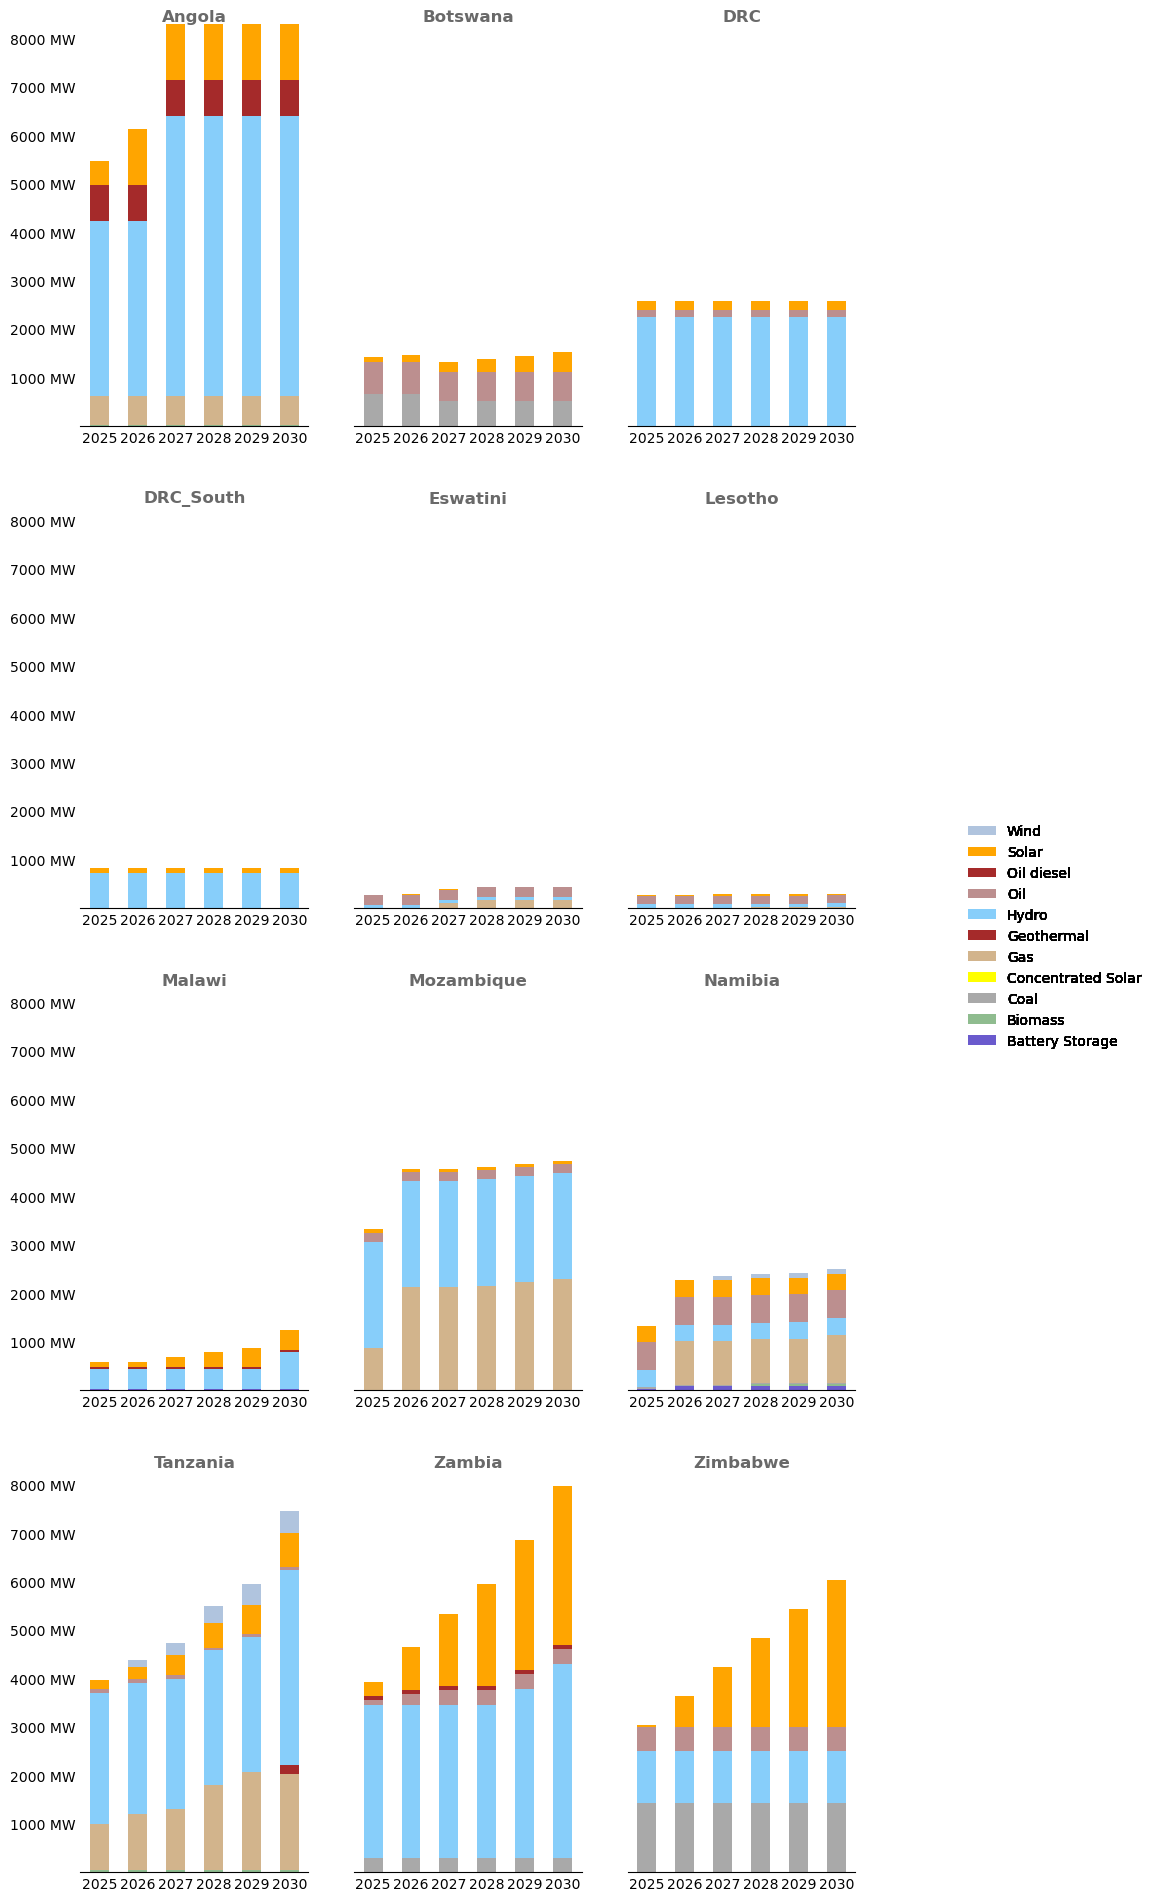 Angola Botswana DRC
8000 MW
7000 MW
6000 MW
5000 MW
4000 MW
3000 MW
2000 MW
1000 MW
2025 2026 2027 2028 2029 2030 2025 2026 2027 2028 2029 2030 2025 2026 2027 2028 2029 2030
DRC_South Eswatini Lesotho
8000 MW
7000 MW
6000 MW
5000 MW
4000 MW
3000 MW
2000 MW
1000 MW
2025 2026 2027 2028 2029 2030 2025 2026 2027 2028 2029 2030 2025 2026 2027 2028 2029 2030
Wind
Solar
Oil diesel
Oil
Hydro
Geothermal
Gas
Concentrated Solar
Coal
Biomass
Battery Storage
Malawi Mozambique Namibia
8000 MW
7000 MW
6000 MW
5000 MW
4000 MW
3000 MW
2000 MW
1000 MW
2025 2026 2027 2028 2029 2030 2025 2026 2027 2028 2029 2030 2025 2026 2027 2028 2029 2030
Tanzania Zambia Zimbabwe
8000 MW
7000 MW
6000 MW
5000 MW
4000 MW
3000 MW
2000 MW
1000 MW
2025 2026 2027 2028 2029 2030 2025 2026 2027 2028 2029 2030 2025 2026 2027 2028 2029 2030